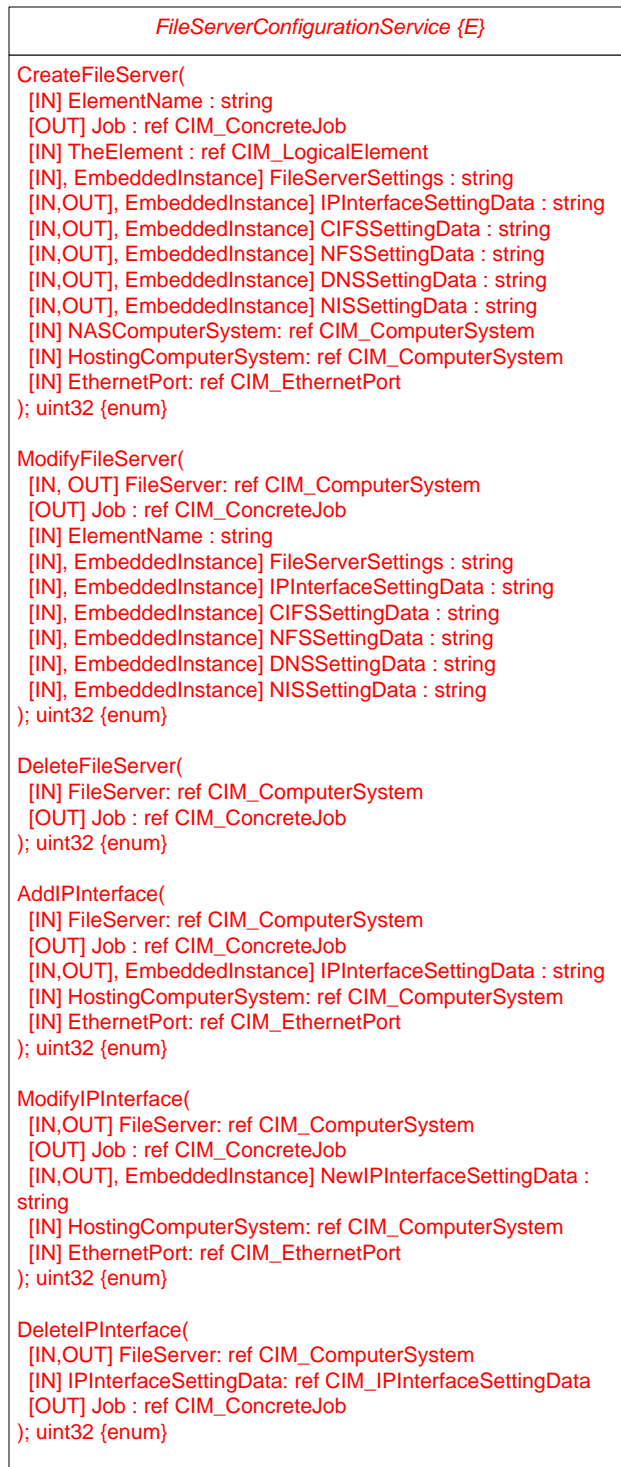 FileServerConfigurationService {E}
CreateFileServer(
[IN] ElementName : string
[OUT] Job : ref CIM_ConcreteJob
[IN] TheElement : ref CIM_LogicalElement
[IN], EmbeddedInstance] FileServerSettings : string
[IN,OUT], EmbeddedInstance] IPInterfaceSettingData : string
[IN,OUT], EmbeddedInstance] CIFSSettingData : string
[IN,OUT], EmbeddedInstance] NFSSettingData : string
[IN,OUT], EmbeddedInstance] DNSSettingData : string
[IN,OUT], EmbeddedInstance] NISSettingData : string
[IN] NASComputerSystem: ref CIM_ComputerSystem
[IN] HostingComputerSystem: ref CIM_ComputerSystem
[IN] EthernetPort: ref CIM_EthernetPort
); uint32 {enum}
ModifyFileServer(
[IN, OUT] FileServer: ref CIM_ComputerSystem
[OUT] Job : ref CIM_ConcreteJob
[IN] ElementName : string
[IN], EmbeddedInstance] FileServerSettings : string
[IN], EmbeddedInstance] IPInterfaceSettingData : string
[IN], EmbeddedInstance] CIFSSettingData : string
[IN], EmbeddedInstance] NFSSettingData : string
[IN], EmbeddedInstance] DNSSettingData : string
[IN], EmbeddedInstance] NISSettingData : string
); uint32 {enum}
DeleteFileServer(
[IN] FileServer: ref CIM_ComputerSystem
[OUT] Job : ref CIM_ConcreteJob
); uint32 {enum}
AddIPInterface(
[IN] FileServer: ref CIM_ComputerSystem
[OUT] Job : ref CIM_ConcreteJob
[IN,OUT], EmbeddedInstance] IPInterfaceSettingData : string
[IN] HostingComputerSystem: ref CIM_ComputerSystem
[IN] EthernetPort: ref CIM_EthernetPort
); uint32 {enum}
ModifyIPInterface(
[IN,OUT] FileServer: ref CIM_ComputerSystem
[OUT] Job : ref CIM_ConcreteJob
[IN,OUT], EmbeddedInstance] NewIPInterfaceSettingData :
string
[IN] HostingComputerSystem: ref CIM_ComputerSystem
[IN] EthernetPort: ref CIM_EthernetPort
); uint32 {enum}
DeleteIPInterface(
[IN,OUT] FileServer: ref CIM_ComputerSystem
[IN] IPInterfaceSettingData: ref CIM_IPInterfaceSettingData
[OUT] Job : ref CIM_ConcreteJob
); uint32 {enum}